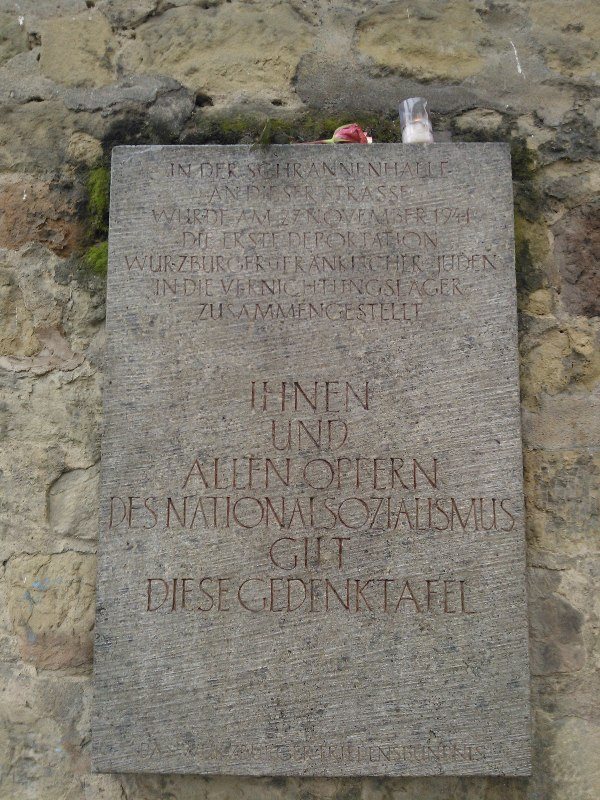 IN DER SCHRANNENHALLE
AN DIESER STRASSE
WURDE AM 27 NOVEMBER 1941
DIE ERSTE DEPORTATION
WÜRZBURGER U FRÄNKISCHER JUDEN
IN DIE VERNICHTUNGSLAGER
ZUSAMMENGESTELLT
IHNEN
UND
ALLEN OPFERN
DES NATIONALSOZIALISMUS
GILT
DIESE GEDENKTAFEL